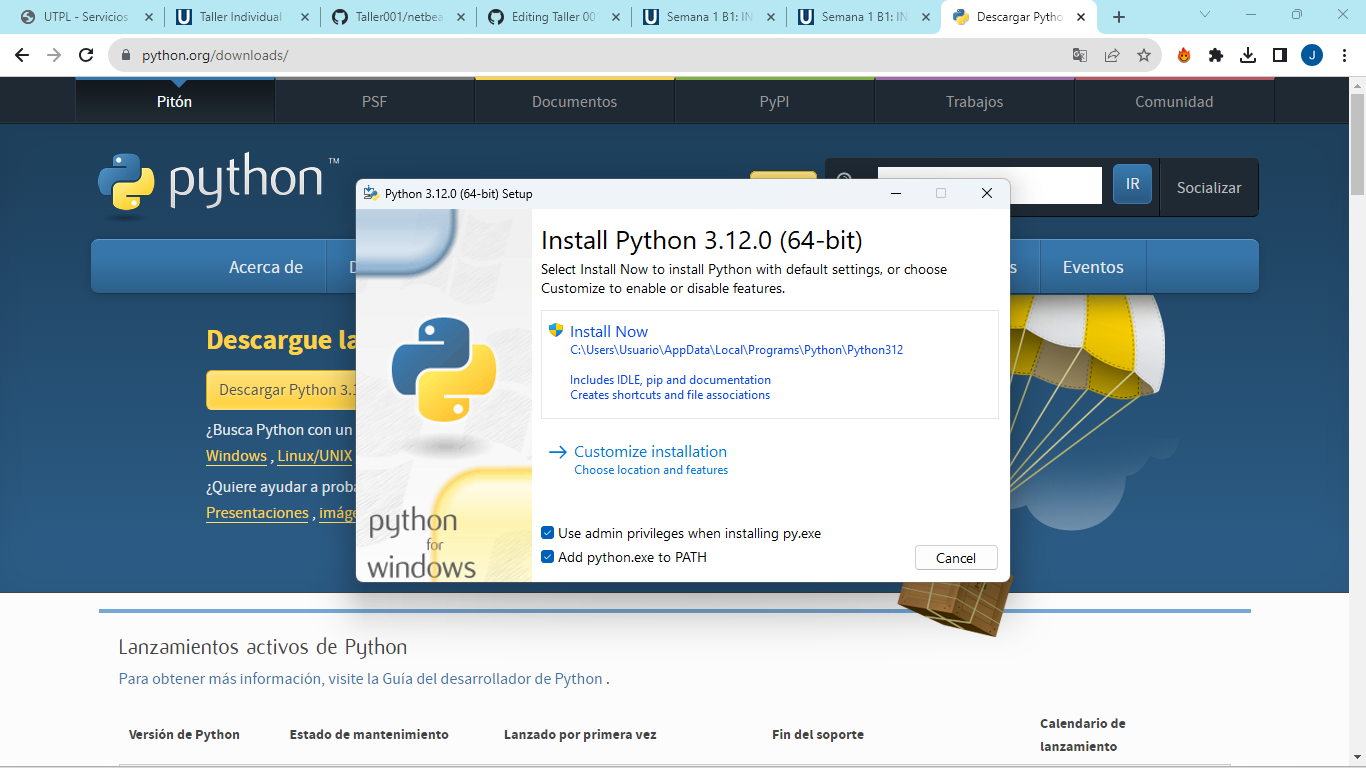 UTPL - Servicios
Taller Individual
Taller001/netbea
Editing Taller 00
Semana 1 B1: IN
Semana 1 B1: IN
Descargar Pytho
python.org/downloads/
J
Pitón
PSF
Documentos
PyPI
Trabajos
Comunidad
python™
IR
Socializar
Acerca de
Eventos
Descargue la
Descargar Python 3.1
¿Busca Python con un
Windows , Linux/UNIX
¿Quiere ayudar a proba
Presentaciones , imáge
Python 3.12.0 (64-bit) Setup
Install Python 3.12.0 (64-bit)
Select Install Now to install Python with default settings, or choose
Customize to enable or disable features.
Install Now
C:\Users\Usuario\AppData\Local\Programs\Python\Python312
Includes IDLE, pip and documentation
Creates shortcuts and file associations
Customize installation
Choose location and features
Use admin privileges when installing py.exe
Add python.exe to PATH
Cancel
python
for
windows
Lanzamientos activos de Python
Para obtener más información, visite la Guía del desarrollador de Python .
Versión de Python
Estado de mantenimiento
Lanzado por primera vez
Fin del soporte
Calendario de
lanzamiento